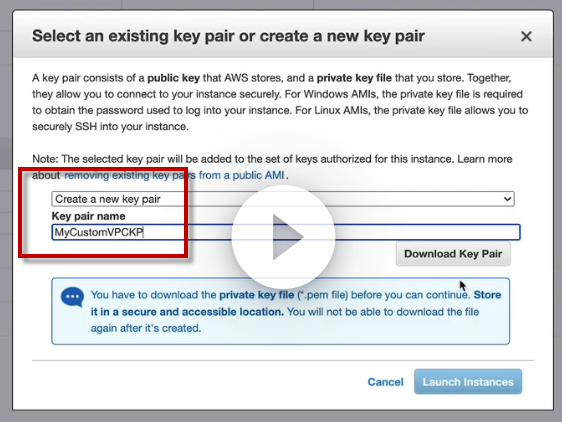 Select an existing key pair or create a new key pair
A key pair consists of a public key that AWS stores, and a private key file that you store. Together,
they allow you to connect to your instance securely. For Windows AMIs, the private key file is required
to obtain the password used to log into your instance. For Linux AMIs, the private key file allows you to
securely SSH into your instance.
Note: The selected key pair will be added to the set of keys authorized for this instance. Learn more
about removing existing key pairs from a public AMI.
Create a new key pair
Key pair name
MyCustomVPCKP
Download Key Pair
You have to download the private key file (*.pem file) before you can continue. Store
it in a secure and accessible location. You will not be able to download the file
again after it's created.
Cancel
Launch Instances